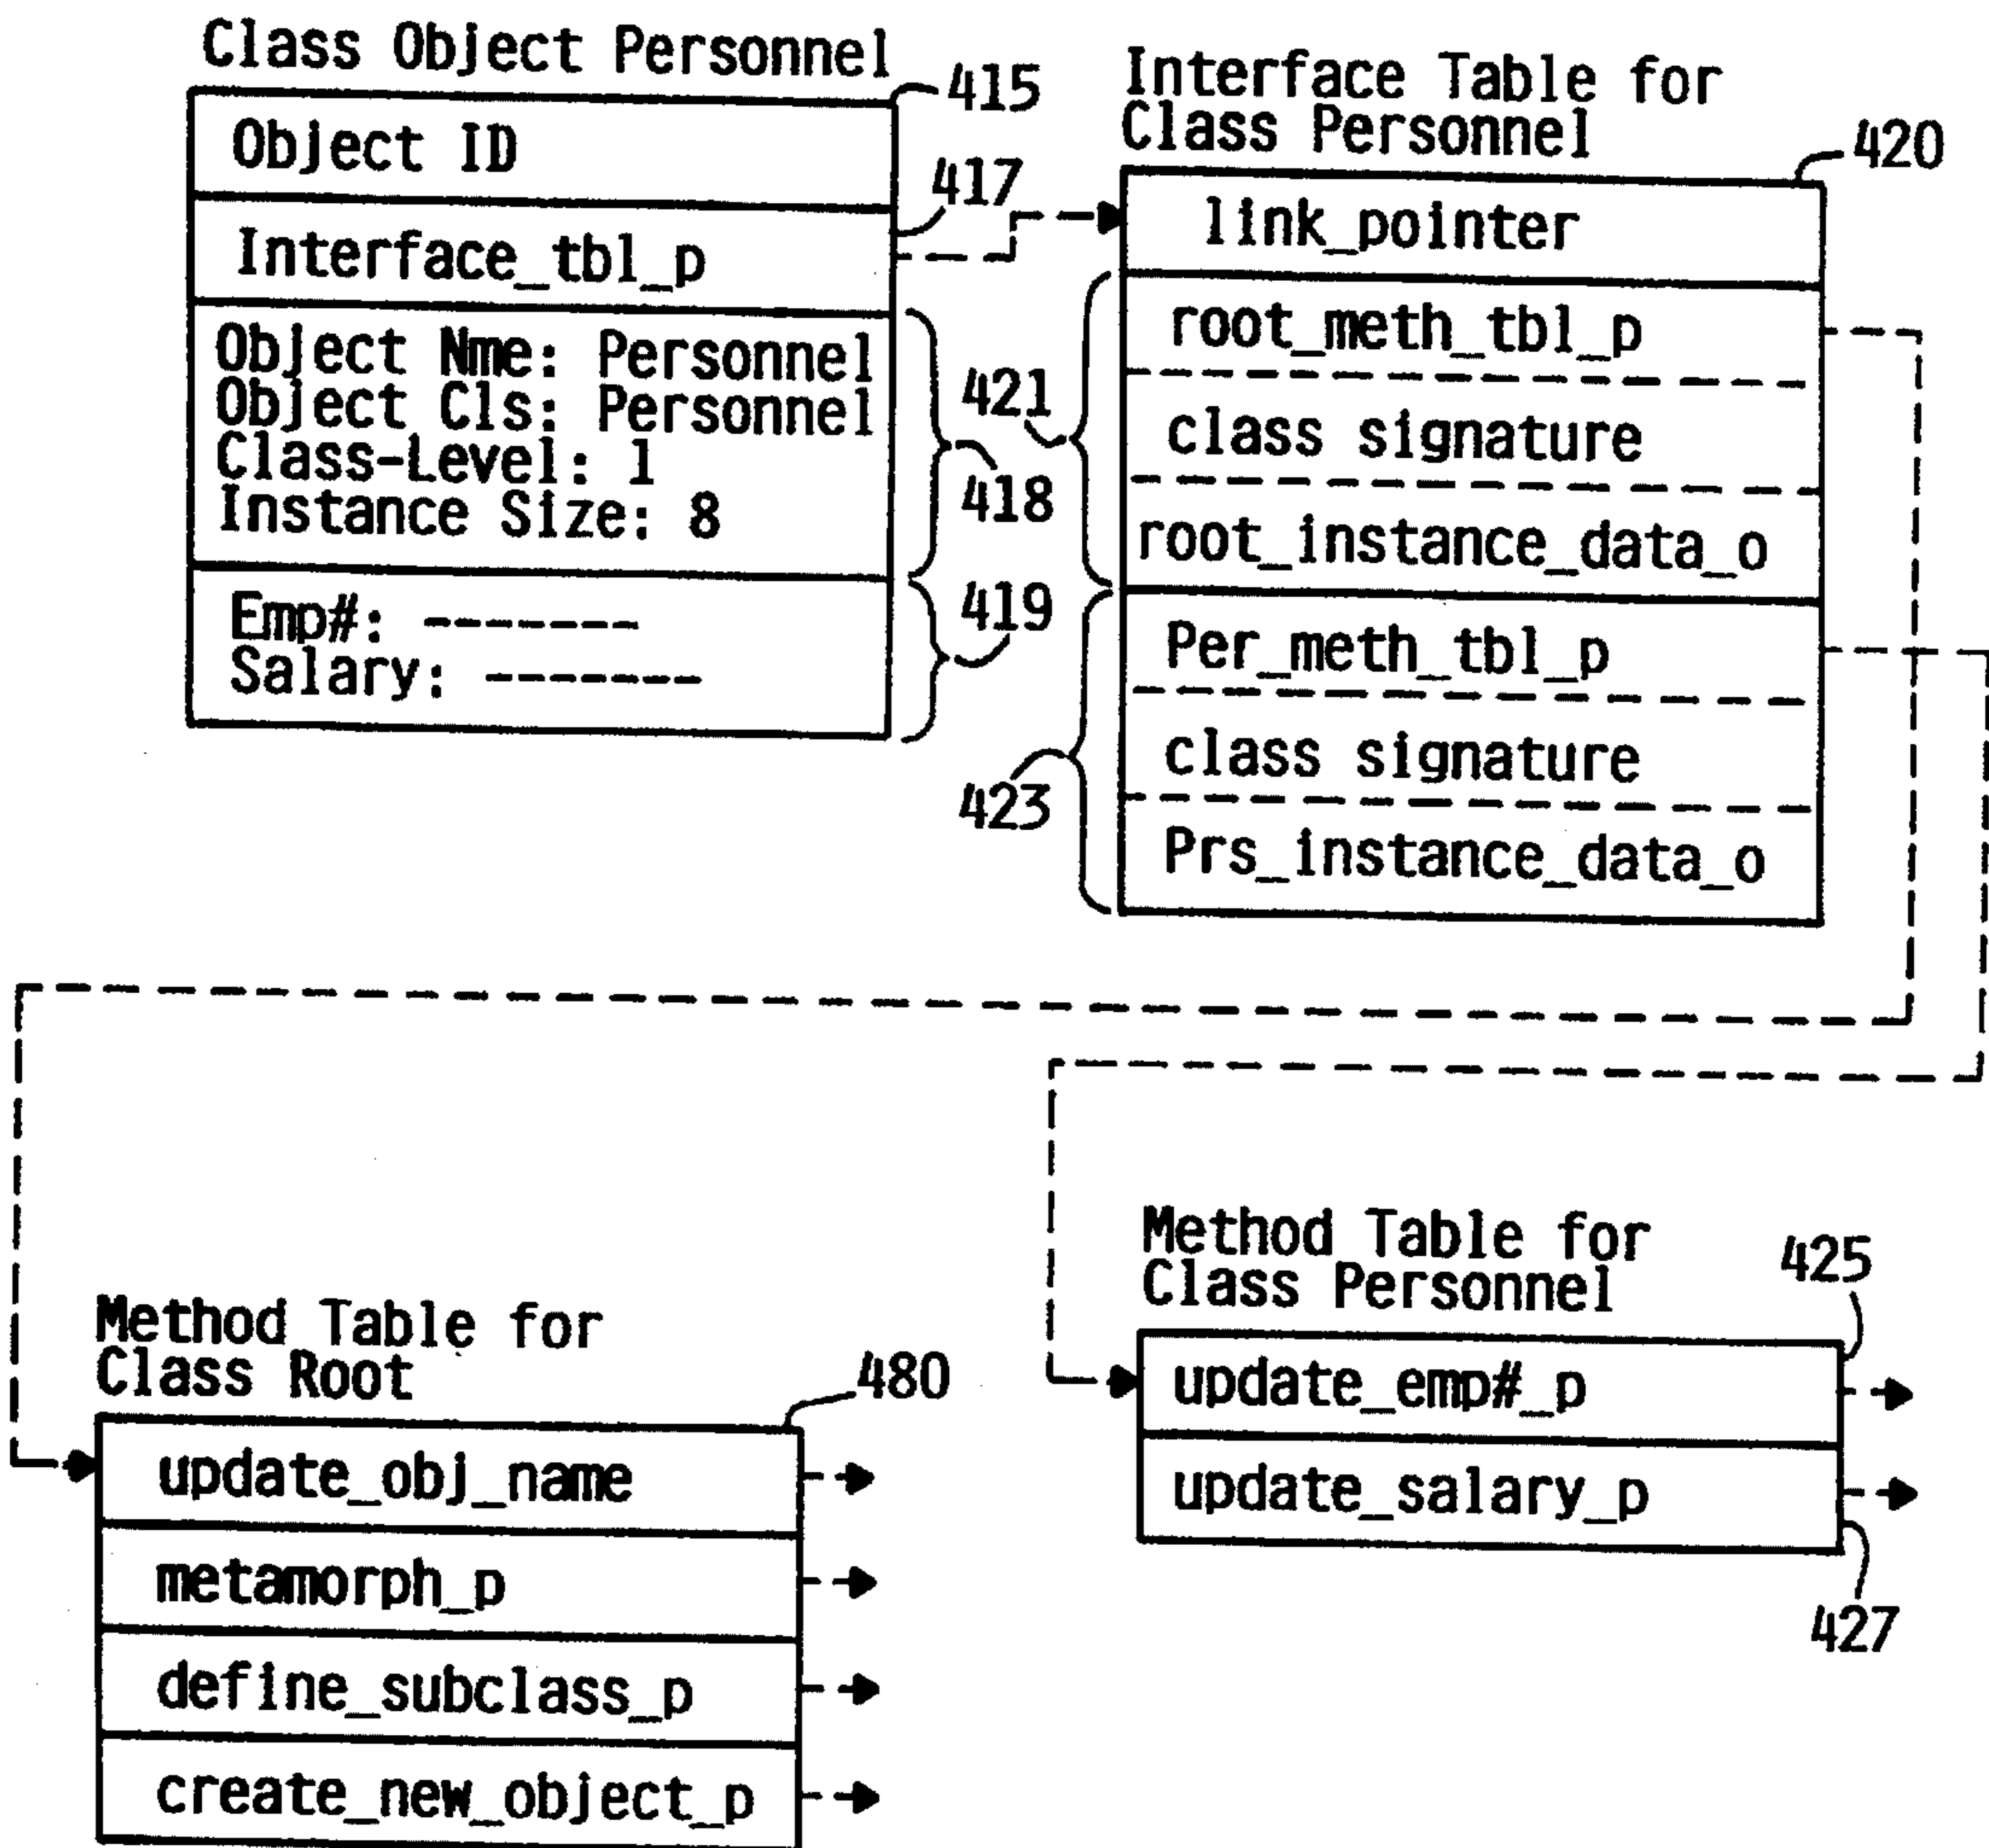 Class Object Personnel
415
Object ID
417
Interface_tbl_p
Object Nme: Personnel
Object Cls: Personnel
Class-Level: 1
Instance Size: 8
418
Emp#: -------
Salary: -------
419
Interface Table for
Class Personnel
420
link_pointer
421
root_meth_tbl_p
class signature
root_instance_data_o
423
Per_meth_tbl_p
class signature
Prs_instance_data_o
Method Table for
Class Root
480
update_obj_name
metamorph_p
define_subclass_p
create_new_object_p
Method Table for
Class Personnel
425
update_emp#_p
update_salary_p
427